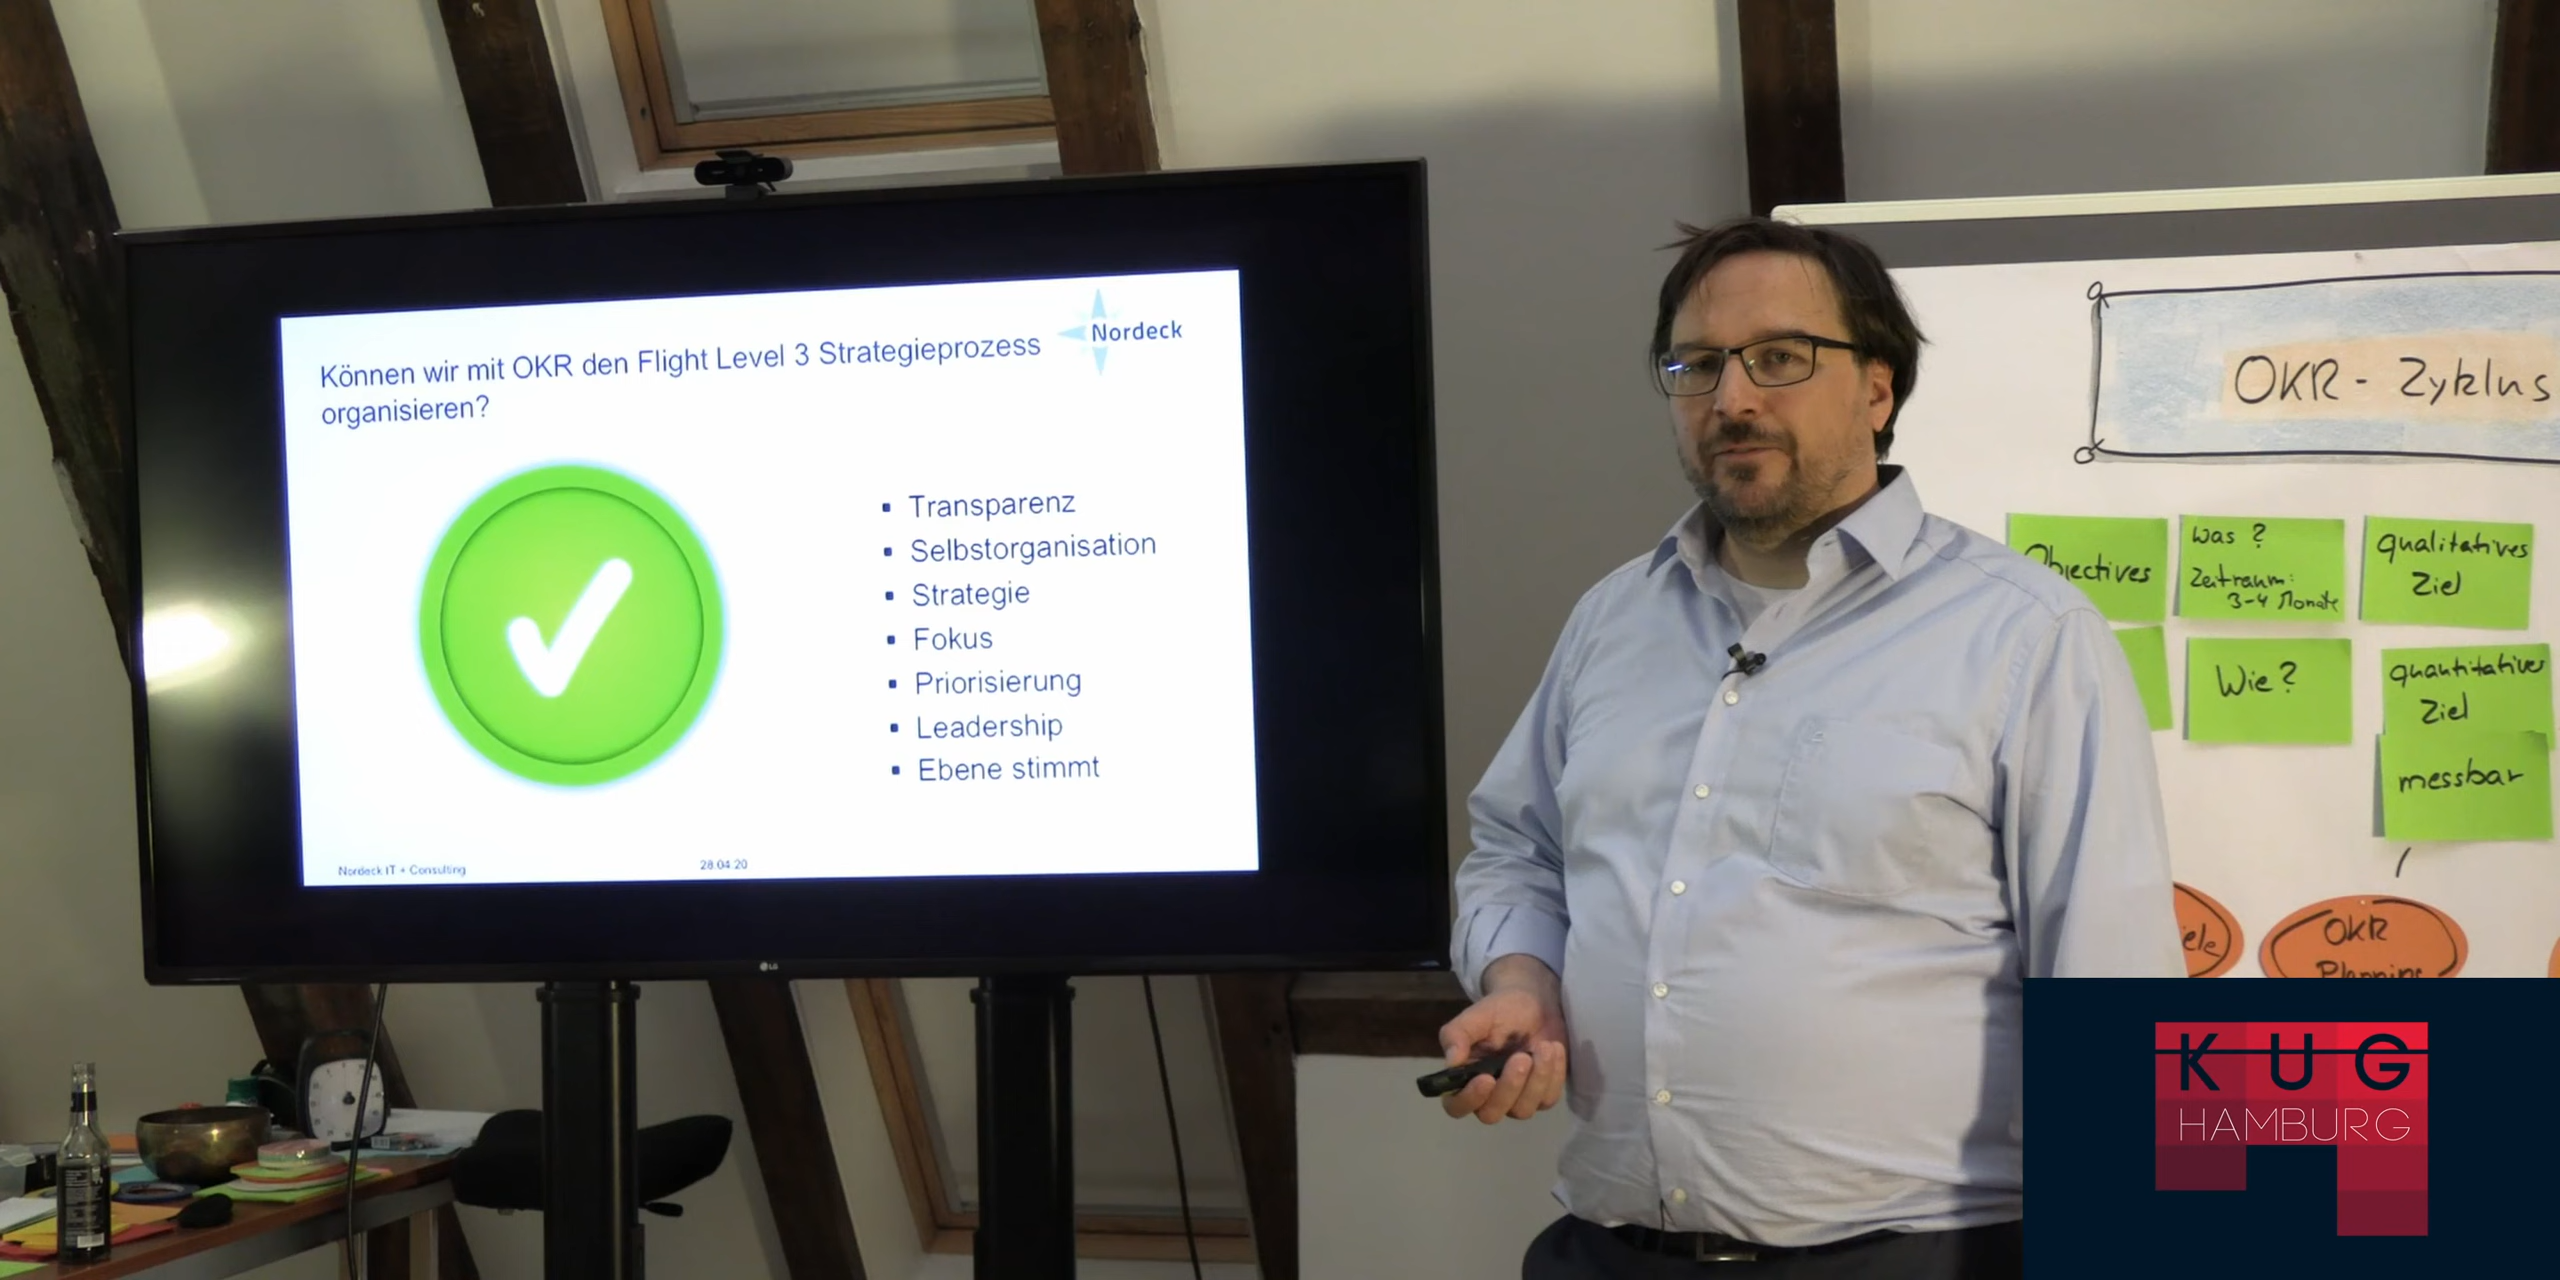 Nordeck
Können wir mit OKR den Flight Level 3 Strategieprozess
organisieren?
Transparenz
Selbstorganisation
Strategie
Fokus
Priorisierung
Leadership
Ebene stimmt
Nordeck IT + Consulting
28.04.20
LG
OKR - Zyklus
Objectives
Was?
Zeitraum:
3-4 Monate
qualitatives
Ziel
Wie?
quantitatives
Ziel
messbar
OKR
Planning
KUG
HAMBURG